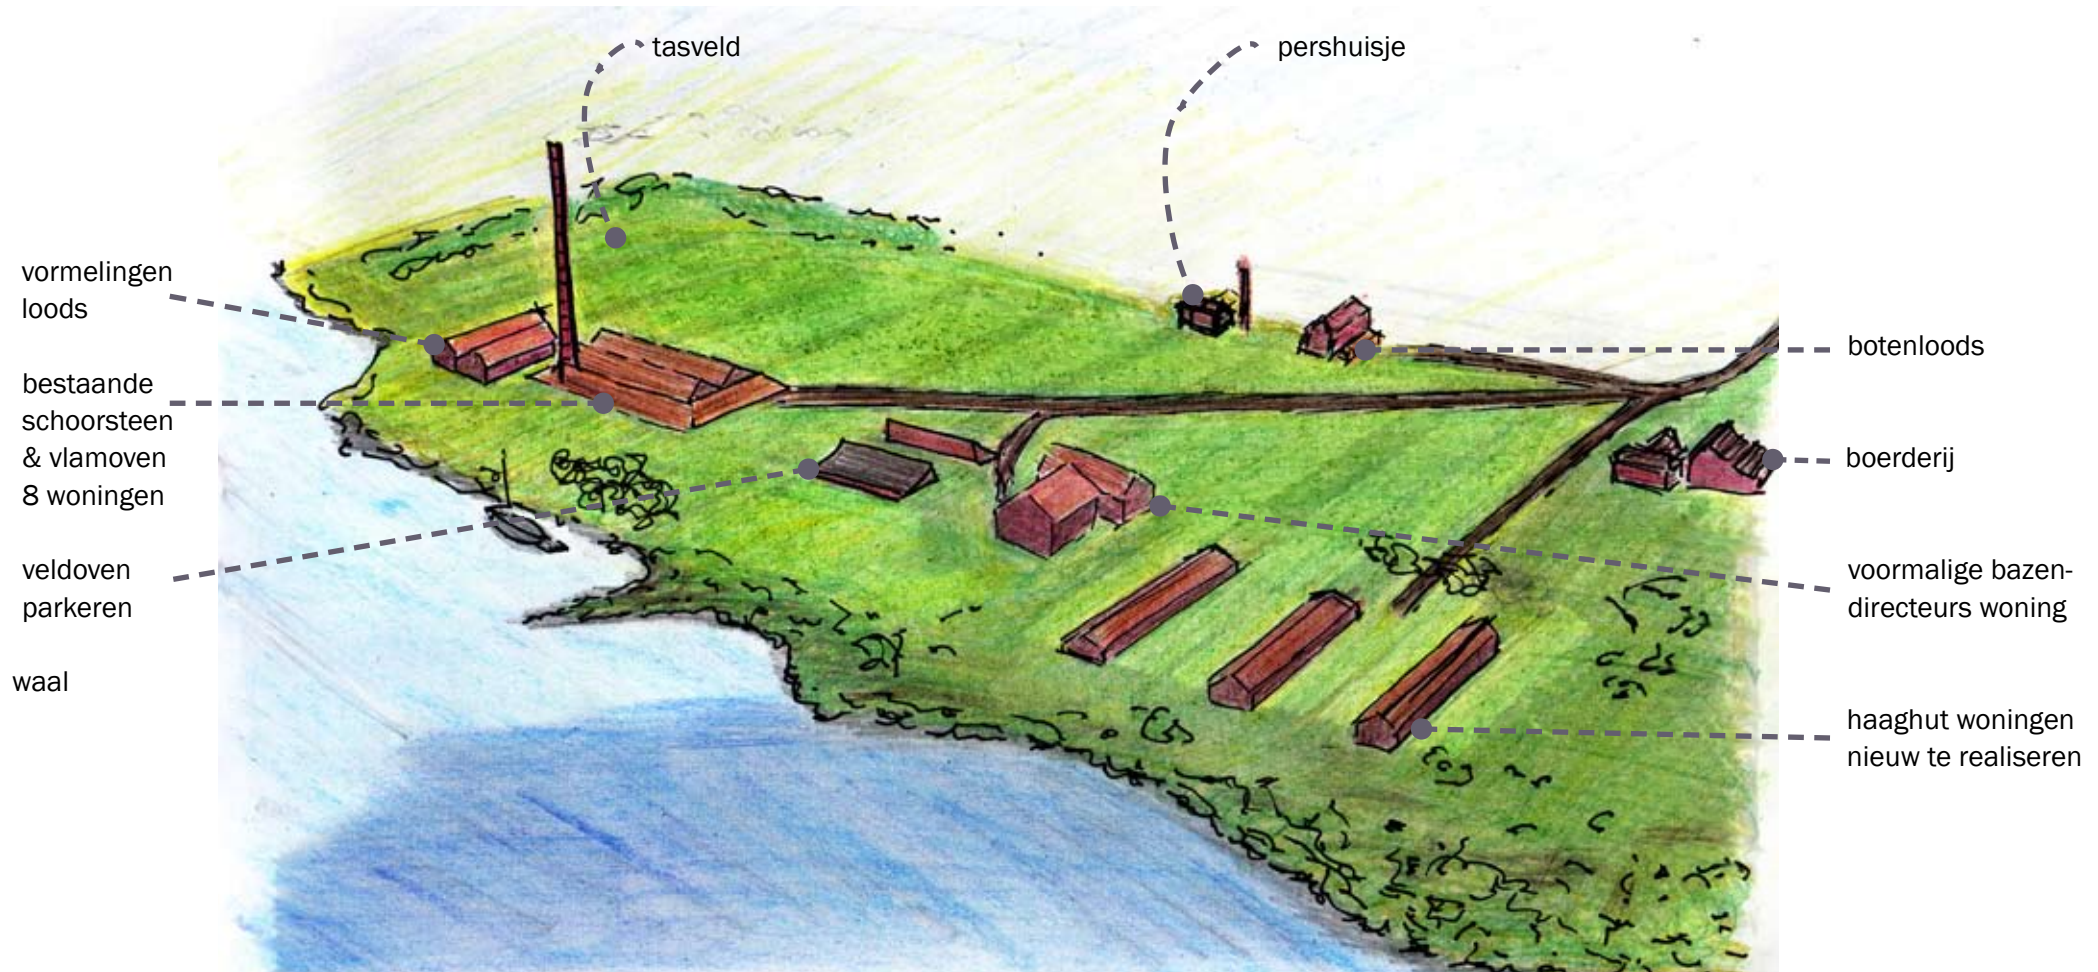 tasveld
pershuisje
vormelingen
loods
bestaande
schoorsteen
& vlamoven
8 woningen
veldoven
parkeren
waal
botenloods
boerderij
voormalige bazen-
directeurs woning
haaghut woningen
nieuw te realiseren